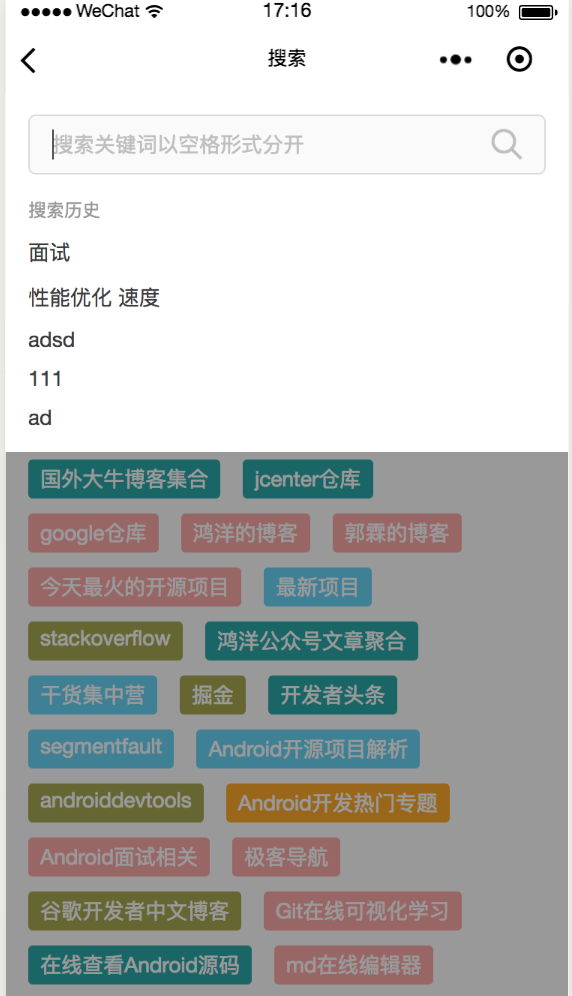 WeChat 17:16 100%
搜索
搜索关键词以空格形式分开
搜索历史
面试
性能优化 速度
adsd
111
ad
国外大牛博客集合 jcenter仓库
google仓库 鸿洋的博客 郭霖的博客
今天最火的开源项目 最新项目
stackoverflow 鸿洋公众号文章聚合
干货集中营 掘金 开发者头条
segmentfault Android开源项目解析
androiddevtools Android开发热门专题
Android面试相关 极客导航
谷歌开发者中文博客 Git在线可视化学习
在线查看Android源码 md在线编辑器